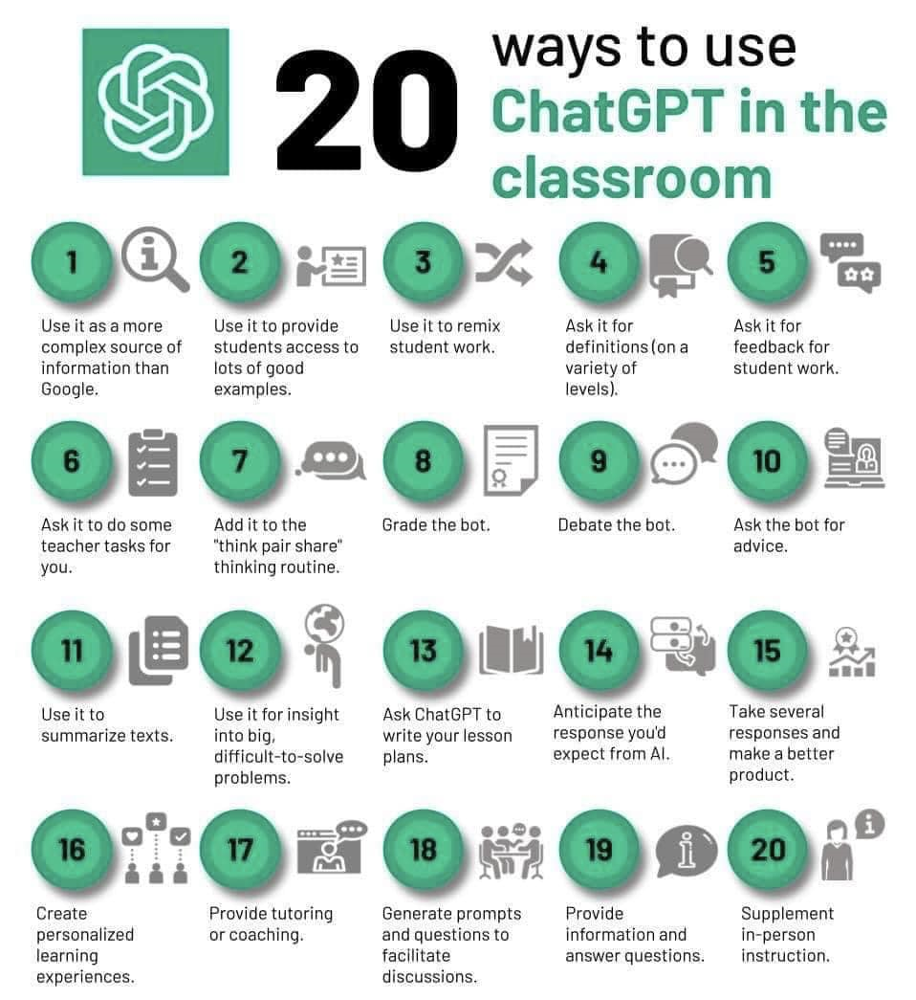 20
ways to use
ChatGPT in the
classroom
1
Use it as a more
complex source of
information than
Google.
2
Use it to provide
students access to
lots of good
examples.
3
Use it to remix
student work.
4
Ask it for
definitions (on a
variety of
levels).
5
Ask it for
feedback for
student work.
6
Ask it to do some
teacher tasks for
you.
7
Add it to the
"think pair share"
thinking routine.
8
Grade the bot.
9
Debate the bot.
10
Ask the bot for
advice.
11
Use it to
summarize texts.
12
Use it for insight
into big,
difficult-to-solve
problems.
13
Ask ChatGPT to
write your lesson
plans.
14
Anticipate the
response you'd
expect from AI.
15
Take several
responses and
make a better
product.
16
Create
personalized
learning
experiences.
17
Provide tutoring
or coaching.
18
Generate prompts
and questions to
facilitate
discussions.
19
Provide
information and
answer questions.
20
Supplement
in-person
instruction.